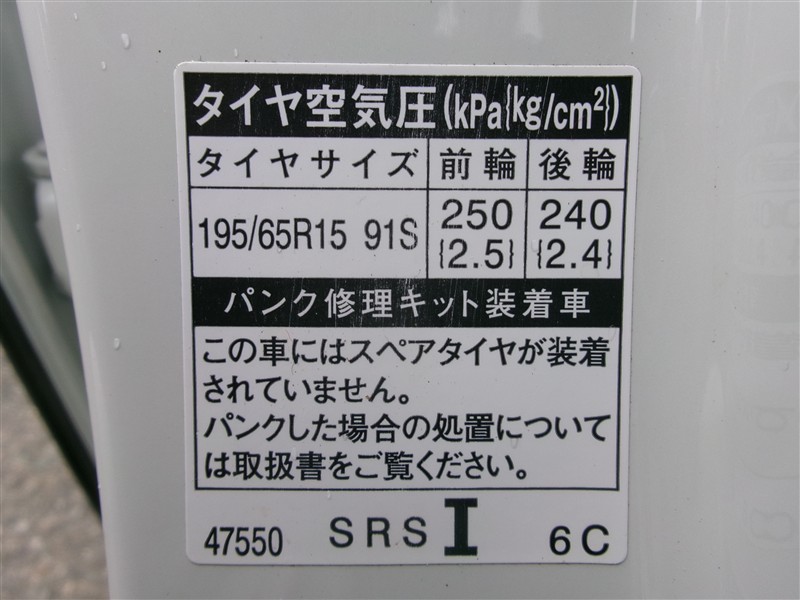 タイヤ空気圧(kPa{kg/cm²})
タイヤサイズ 前輪 後輪
195/65R15 91S 250 {2.5} 240 {2.4}
パンク修理キット装着車
この車にはスペアタイヤが装着
されていません。
パンクした場合の処置について
は取扱書をご覧ください。
47550 SRS I 6C